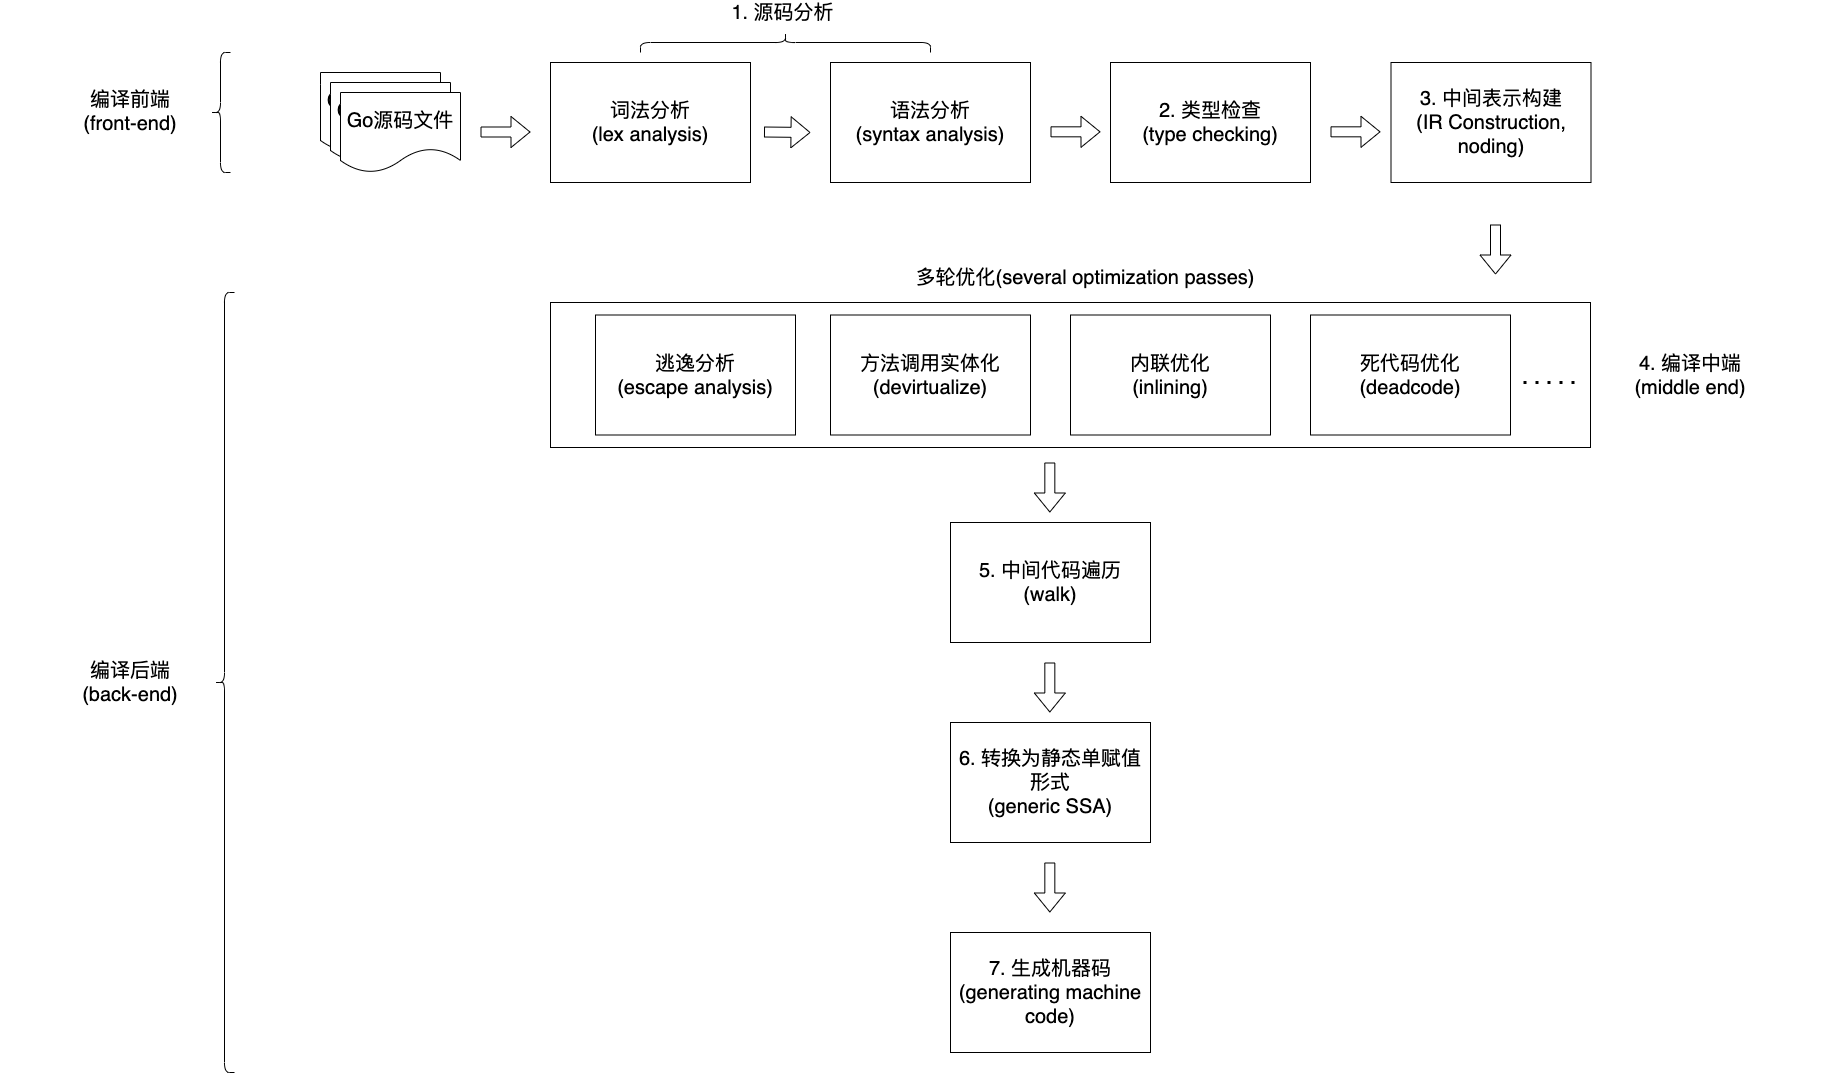 1. 源码分析
编译前端
(front-end)
Go源码文件
词法分析
(lex analysis)
语法分析
(syntax analysis)
2. 类型检查
(type checking)
3. 中间表示构建
(IR Construction,
noding)
多轮优化(several optimization passes)
逃逸分析
(escape analysis)
方法调用实体化
(devirtualize)
内联优化
(inlining)
死代码优化
(deadcode)
·····
4. 编译中端
(middle end)
5. 中间代码遍历
(walk)
编译后端
(back-end)
6. 转换为静态单赋值
形式
(generic SSA)
7. 生成机器码
(generating machine
code)